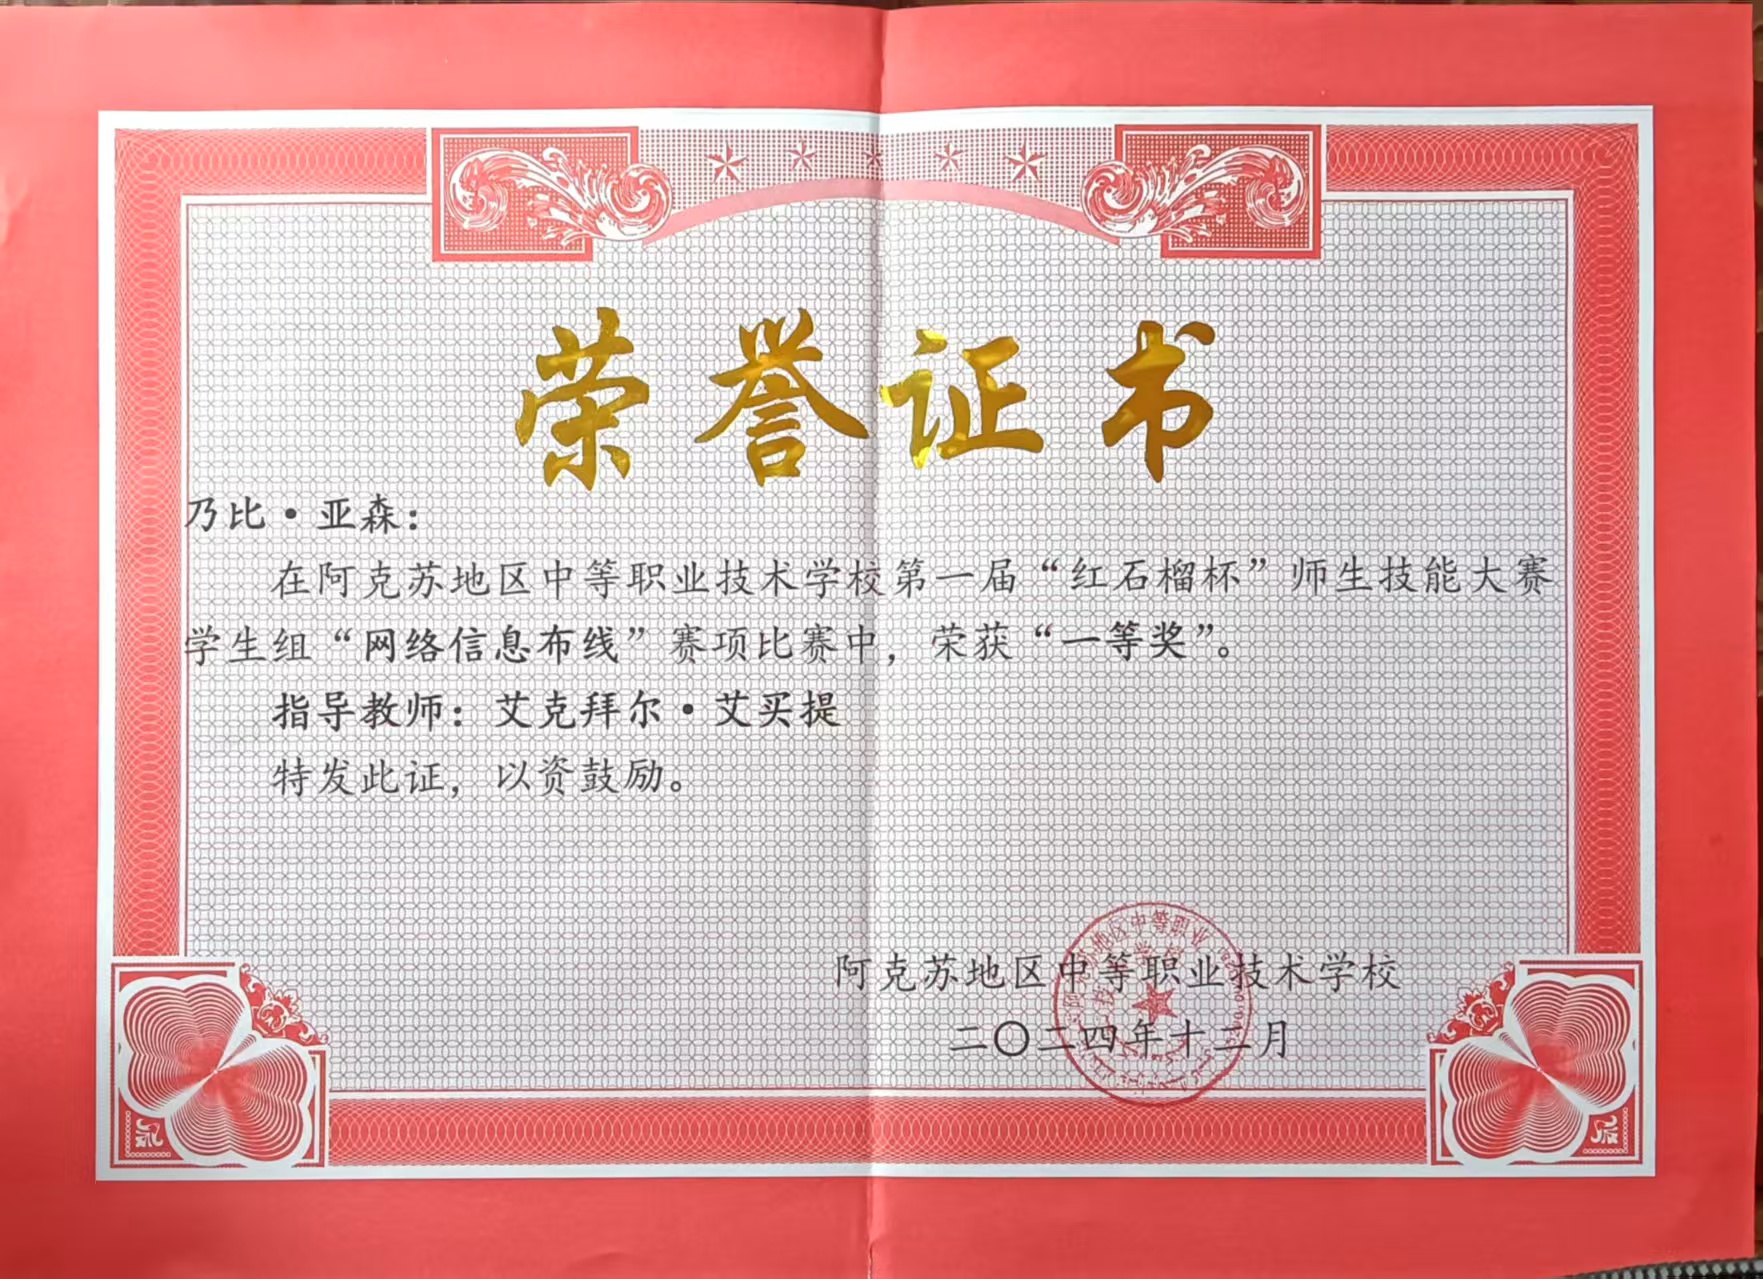 荣誉证书
乃比·亚森：
在阿克苏地区中等职业技术学校第一届“红石榴杯”师生技能大赛
学生组“网络信息布线”赛项比赛中，荣获“一等奖”。
指导教师：艾克拜尔·艾买提
特发此证，以资鼓励。
阿克苏地区中等职业技术学校
二〇二四年十二月